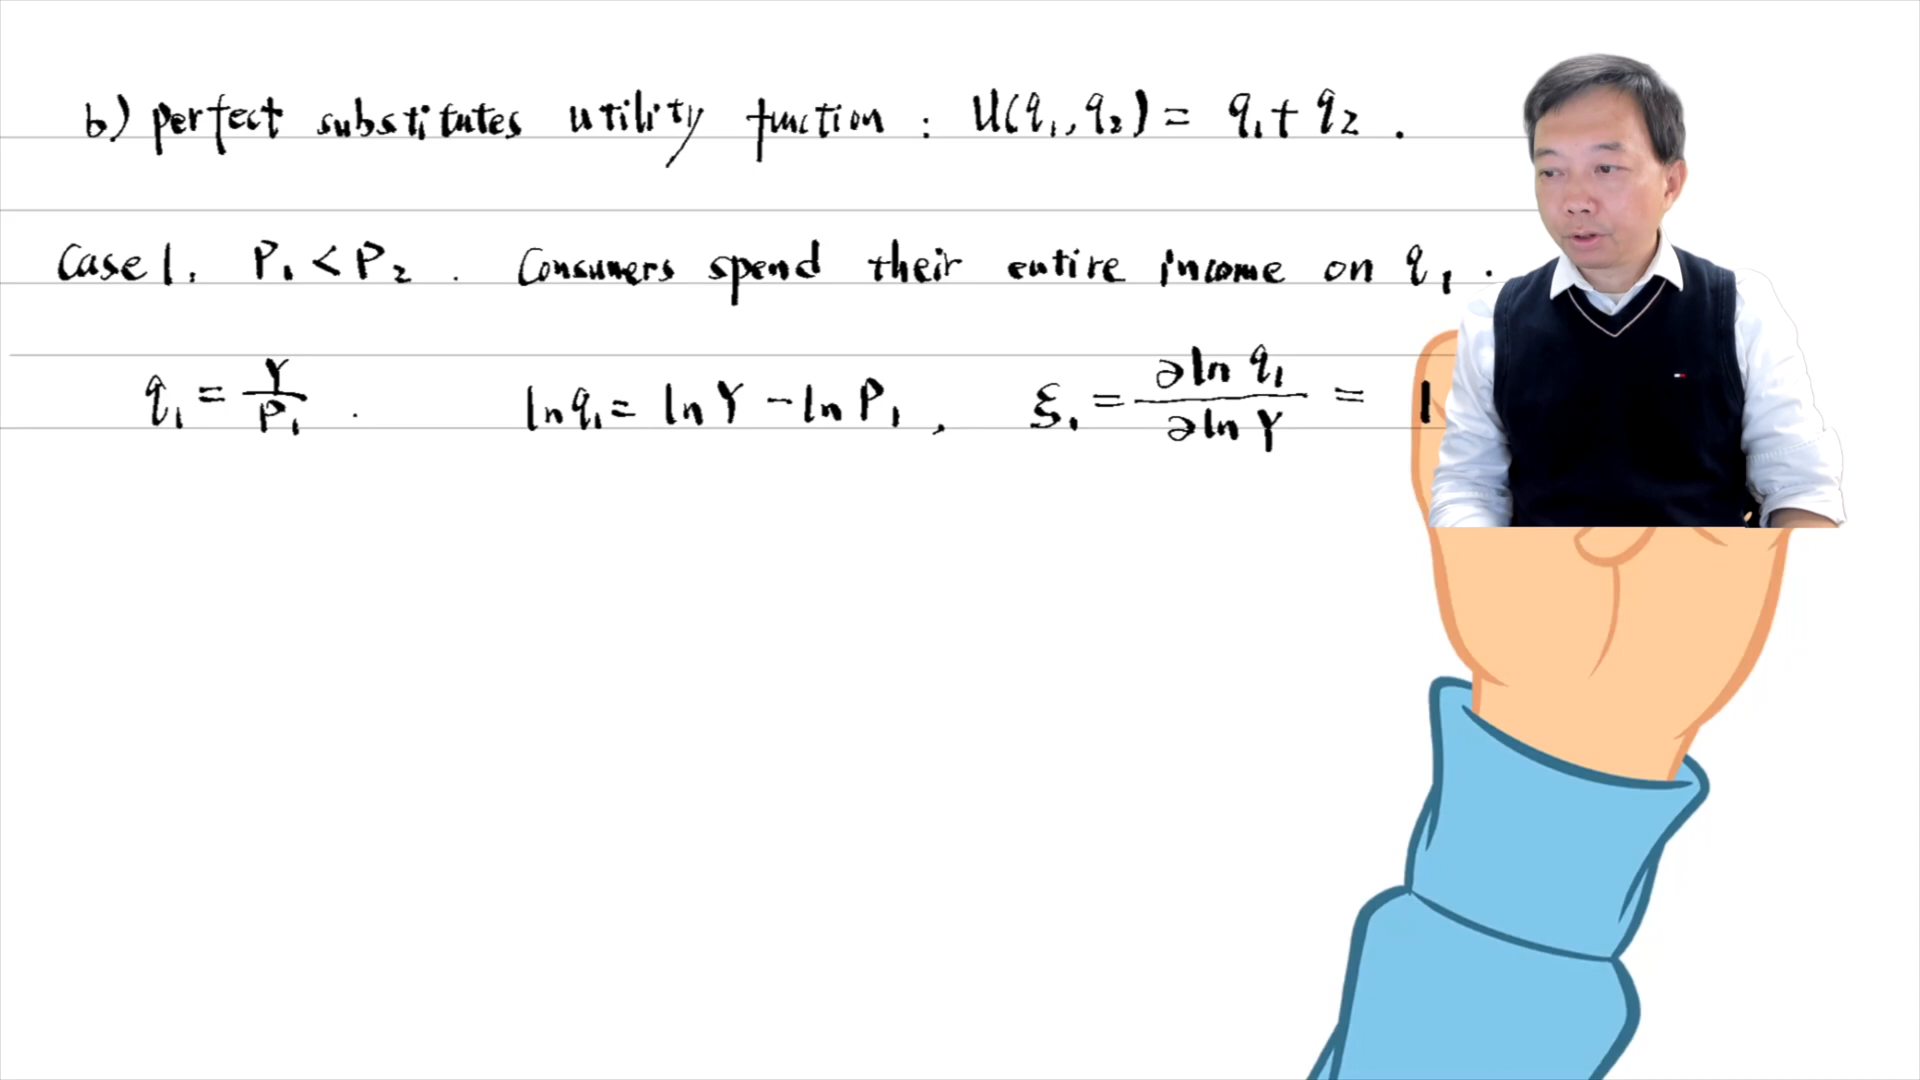 b) perfect substitutes utility function : U(q₁, q₂) = q₁ + q₂ .
Case 1. P₁ < P₂ . Consumers spend their entire income on q₁ .
q₁ = Y/P₁ . ln q₁ = ln Y − ln P₁ , ξ₁ = ∂ln q₁/∂ln Y = 1